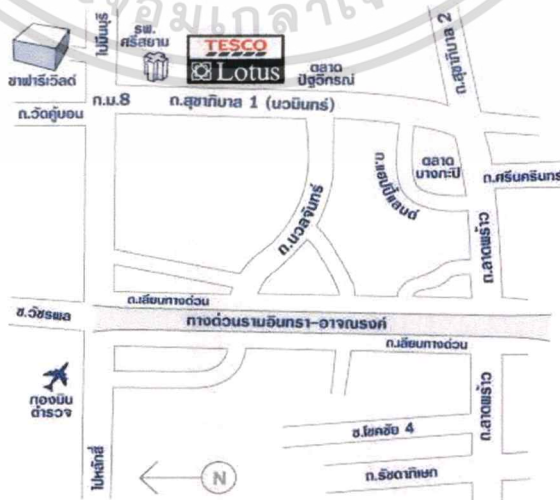 ไปมีนบุรี
รพ.
ศรีสยาม
TESCO
Lotus
ตลาด
ปัฐวิกรณ์
ถ.สุขาภิบาล 2
ซาฟารีเวิลด์
ก.ม.8
ถ.สุขาภิบาล 1 (นวมินทร์)
ถ.วัดคู้บอน
ตลาด
บางกะปิ
ถ.แฮปปี้แลนด์
ถ.ศรีนครินทร์
ถ.นวลจันทร์
ถ.ลาดพร้าว
ถ.เลียบทางด่วน
ซ.วัชรพล
ทางด่วนรามอินทรา-อาจณรงค์
ถ.เลียบทางด่วน
กองบิน
ตำรวจ
ถ.ลาดพร้าว
ซ.โชคชัย 4
ไปหลักสี่
N
ถ.รัชดาภิเษก